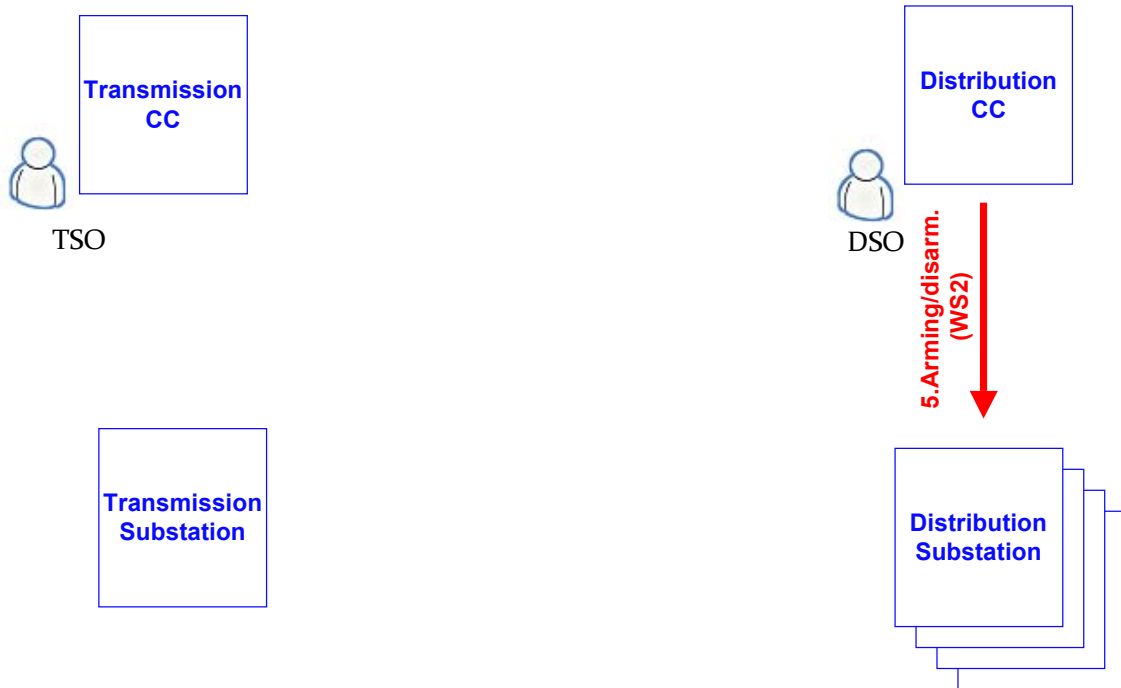 Transmission
CC
TSO
Distribution
CC
DSO
5.Arming/disarm.
(WS2)
Transmission
Substation
Distribution
Substation